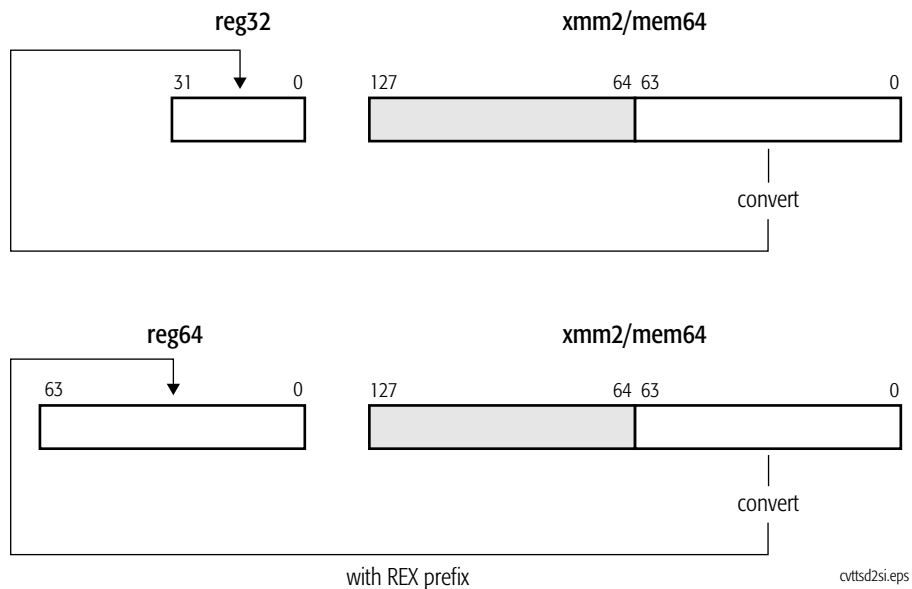 reg32 xmm2/mem64
31 0 127 64 63 0
convert
reg64 xmm2/mem64
63 0 127 64 63 0
convert
with REX prefix cvttsd2si.eps